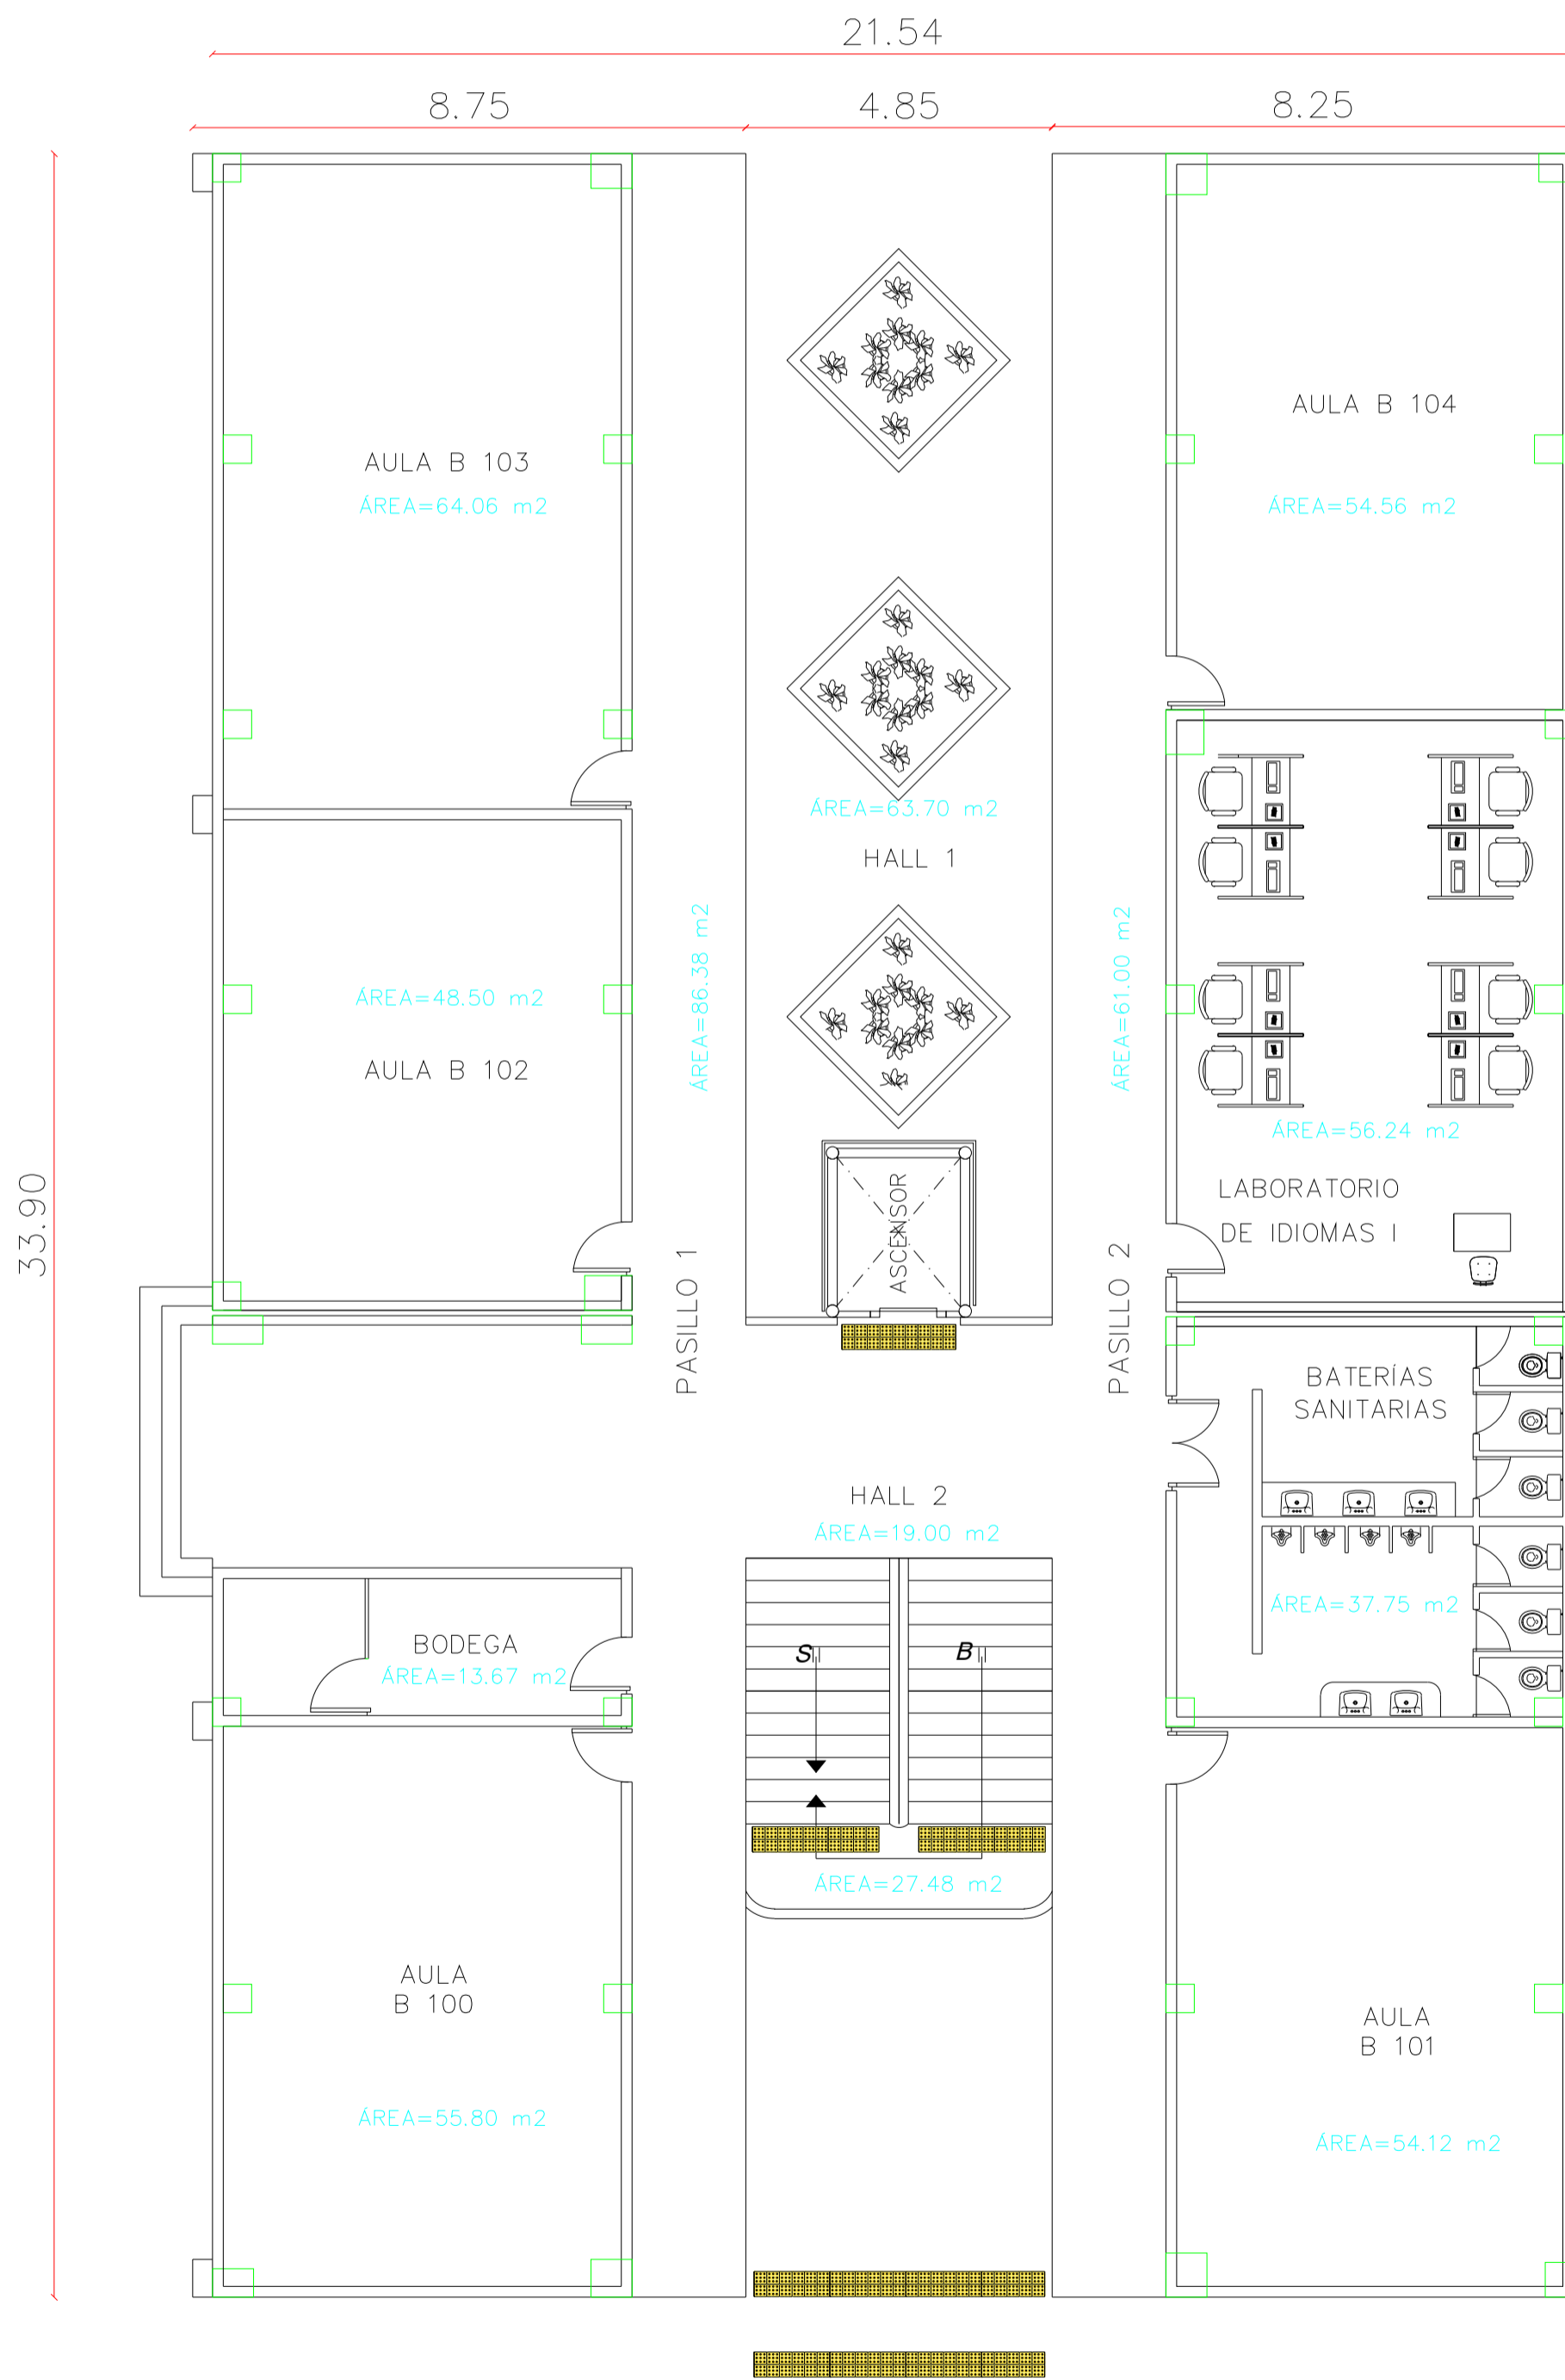 21.54
8.75
4.85
8.25
33.90
AULA B 103
ÁREA=64.06 m2
AULA B 104
ÁREA=54.56 m2
ÁREA=63.70 m2
HALL 1
ÁREA=48.50 m2
AULA B 102
ÁREA=86.38 m2
PASILLO 1
ÁREA=61.00 m2
PASILLO 2
ASCENSOR
ÁREA=56.24 m2
LABORATORIO
DE IDIOMAS I
BATERÍAS
SANITARIAS
HALL 2
ÁREA=19.00 m2
ÁREA=37.75 m2
BODEGA
ÁREA=13.67 m2
S
B
ÁREA=27.48 m2
AULA
B 100
ÁREA=55.80 m2
AULA
B 101
ÁREA=54.12 m2